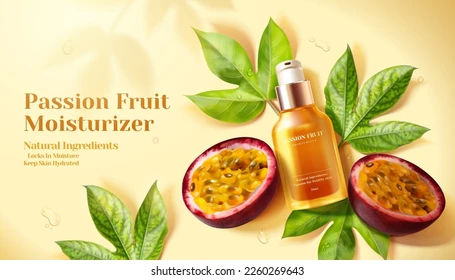 Passion Fruit
Moisturizer
Natural Ingredients
Locks In Moisture
Keep Skin Hydrated
PASSION FRUIT
shutterstock.com · 2260269643